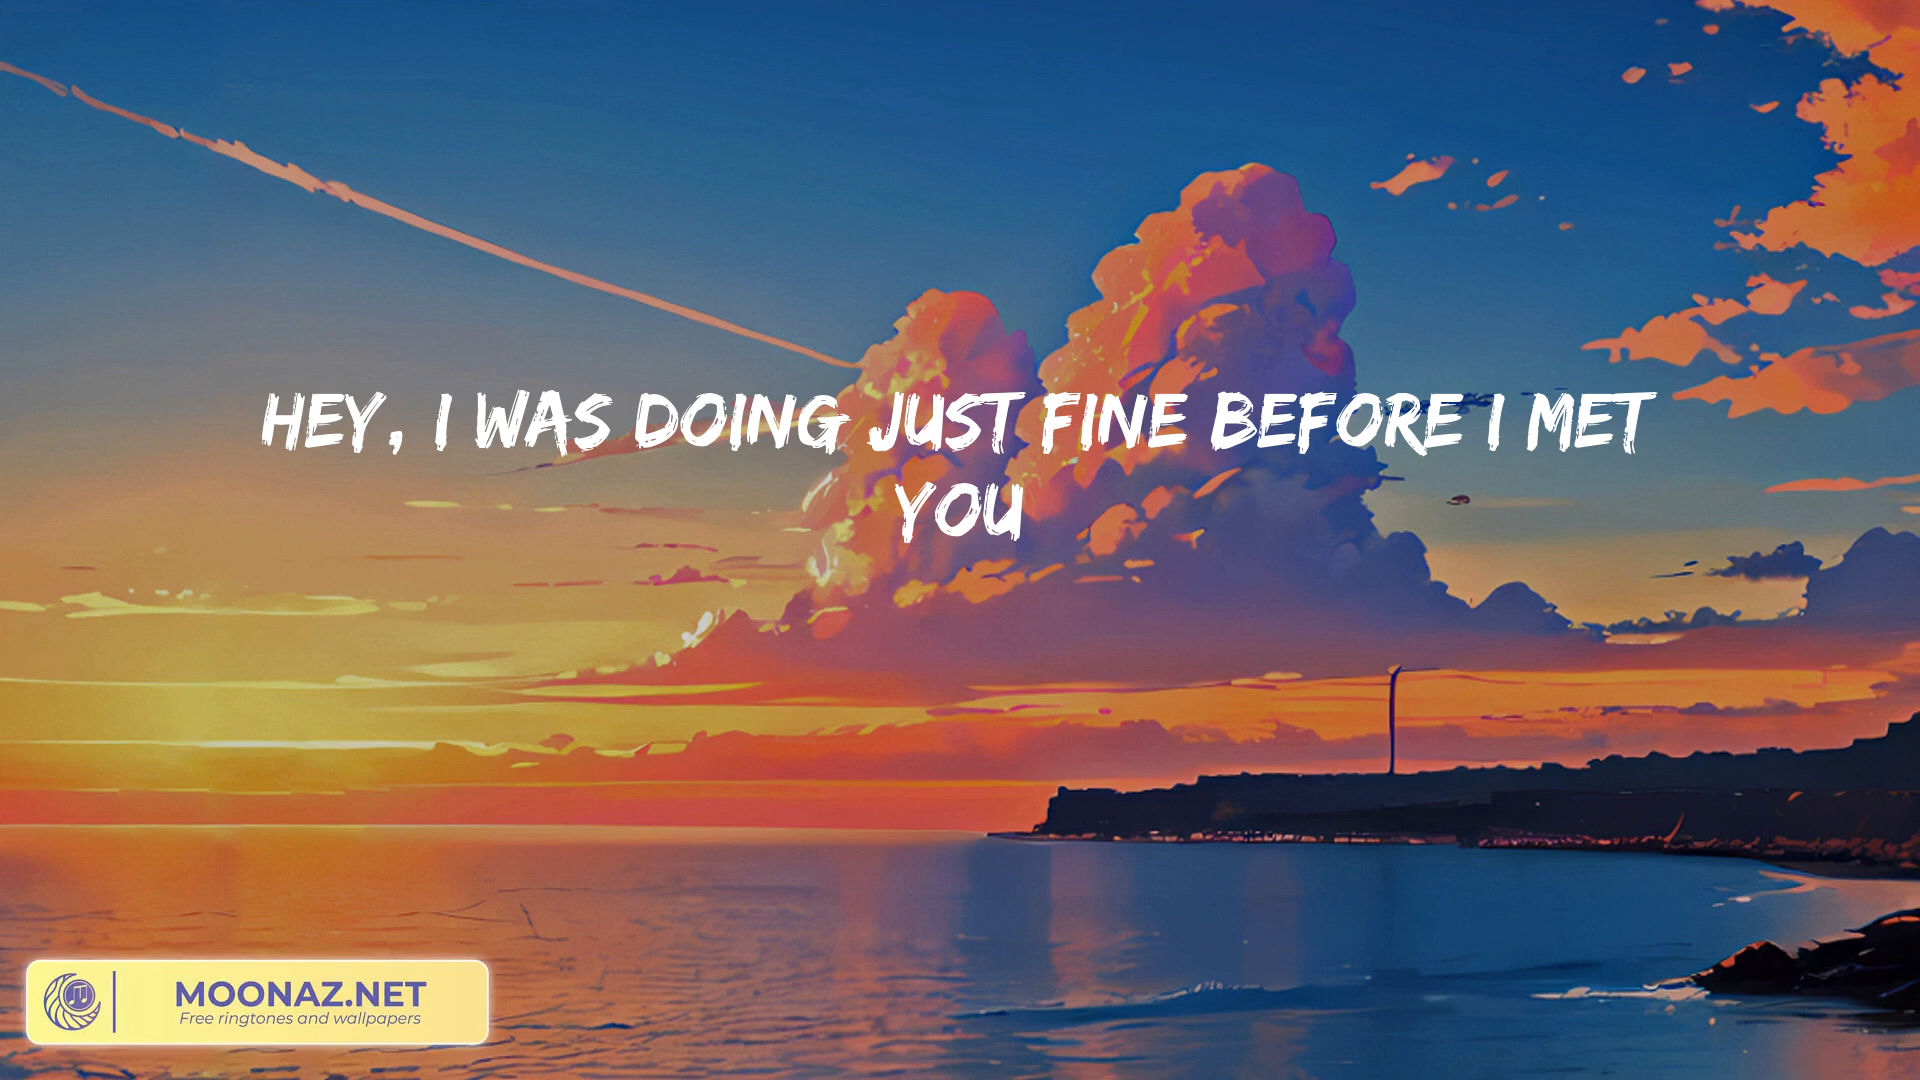 HEY, I WAS DOING JUST FINE BEFORE I MET
YOU
MOONAZ.NET
Free ringtones and wallpapers